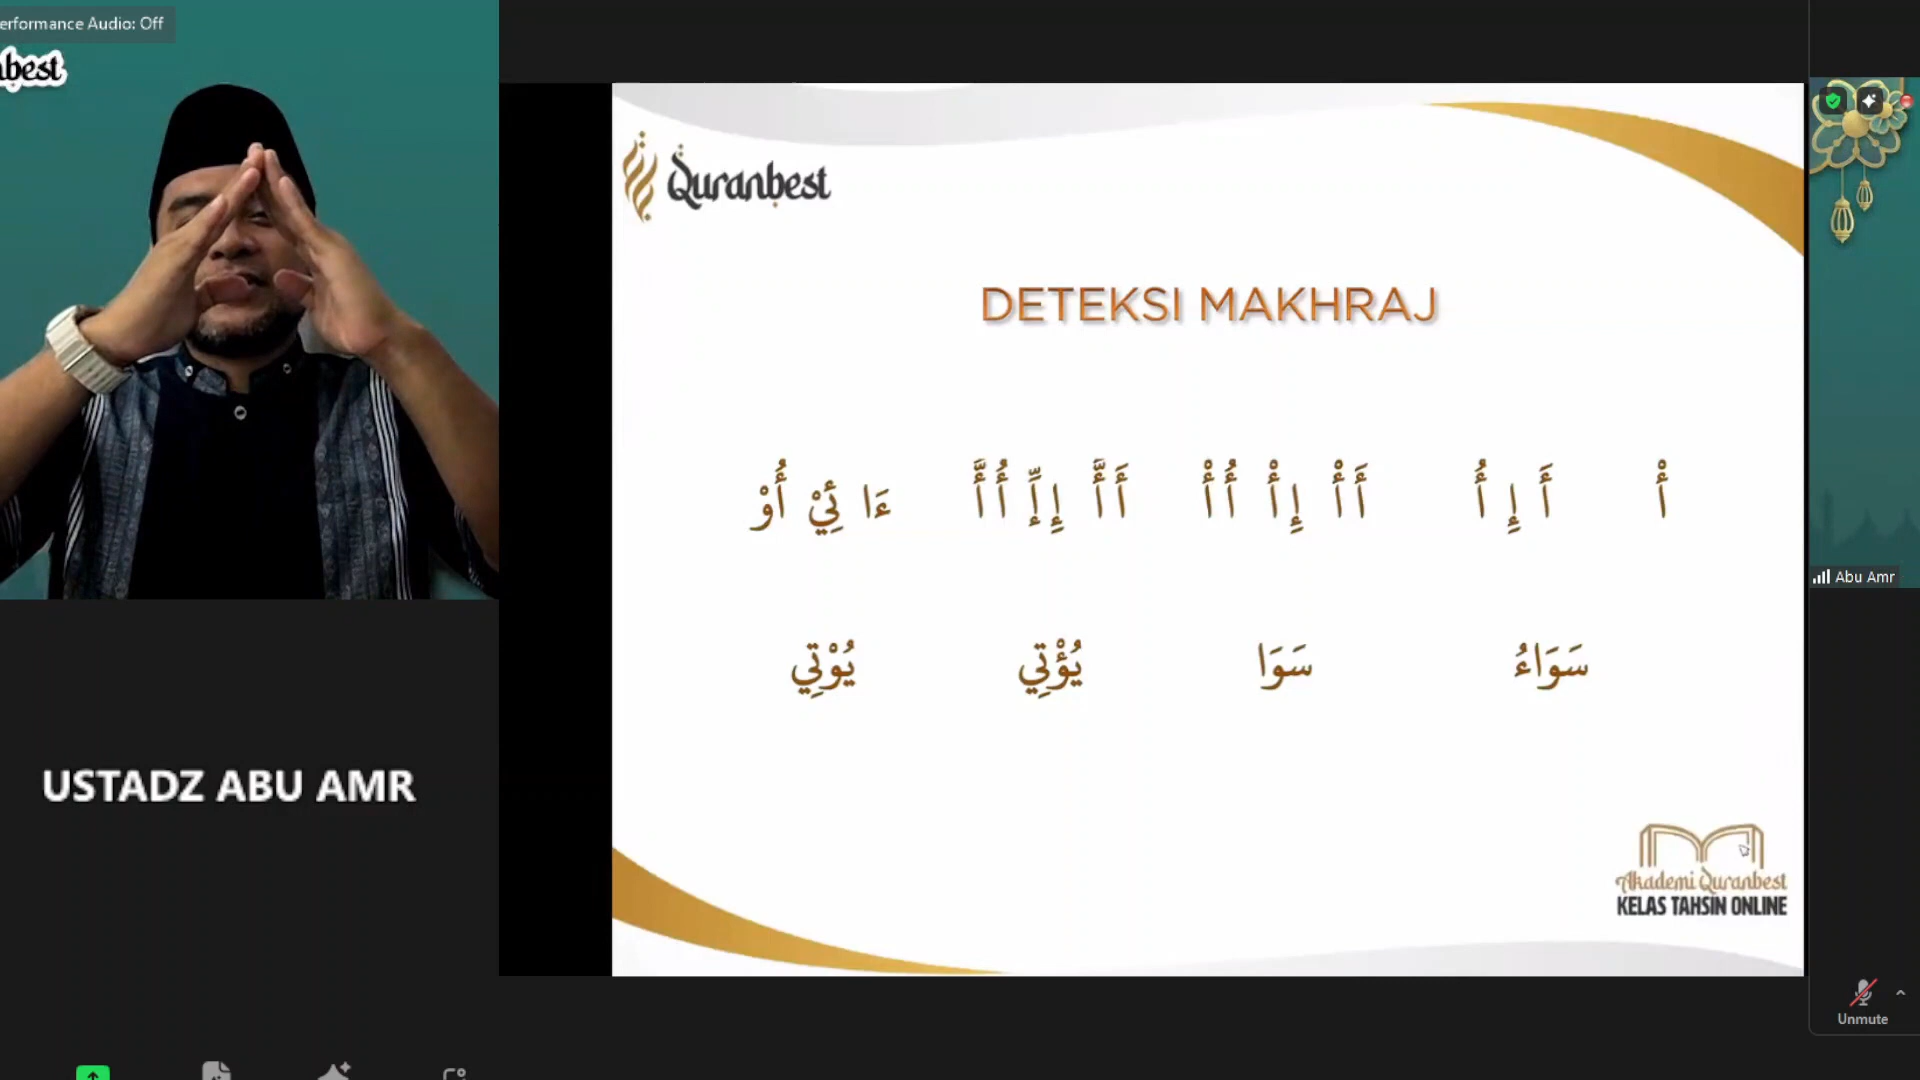 erformance Audio: Off
best
Quranbest
DETEKSI MAKHRAJ
أْ    أَ إِ أُ    أَأْ إِأْ أُأْ    أَأَّ إِإِّ أُأَّ    ءَا ئِيْ أُوْ
سَوَاءُ    سَوَا    يُؤْتِي    يُوْتِي
Akademi Quranbest
KELAS TAHSIN ONLINE
USTADZ ABU AMR
Abu Amr
Unmute